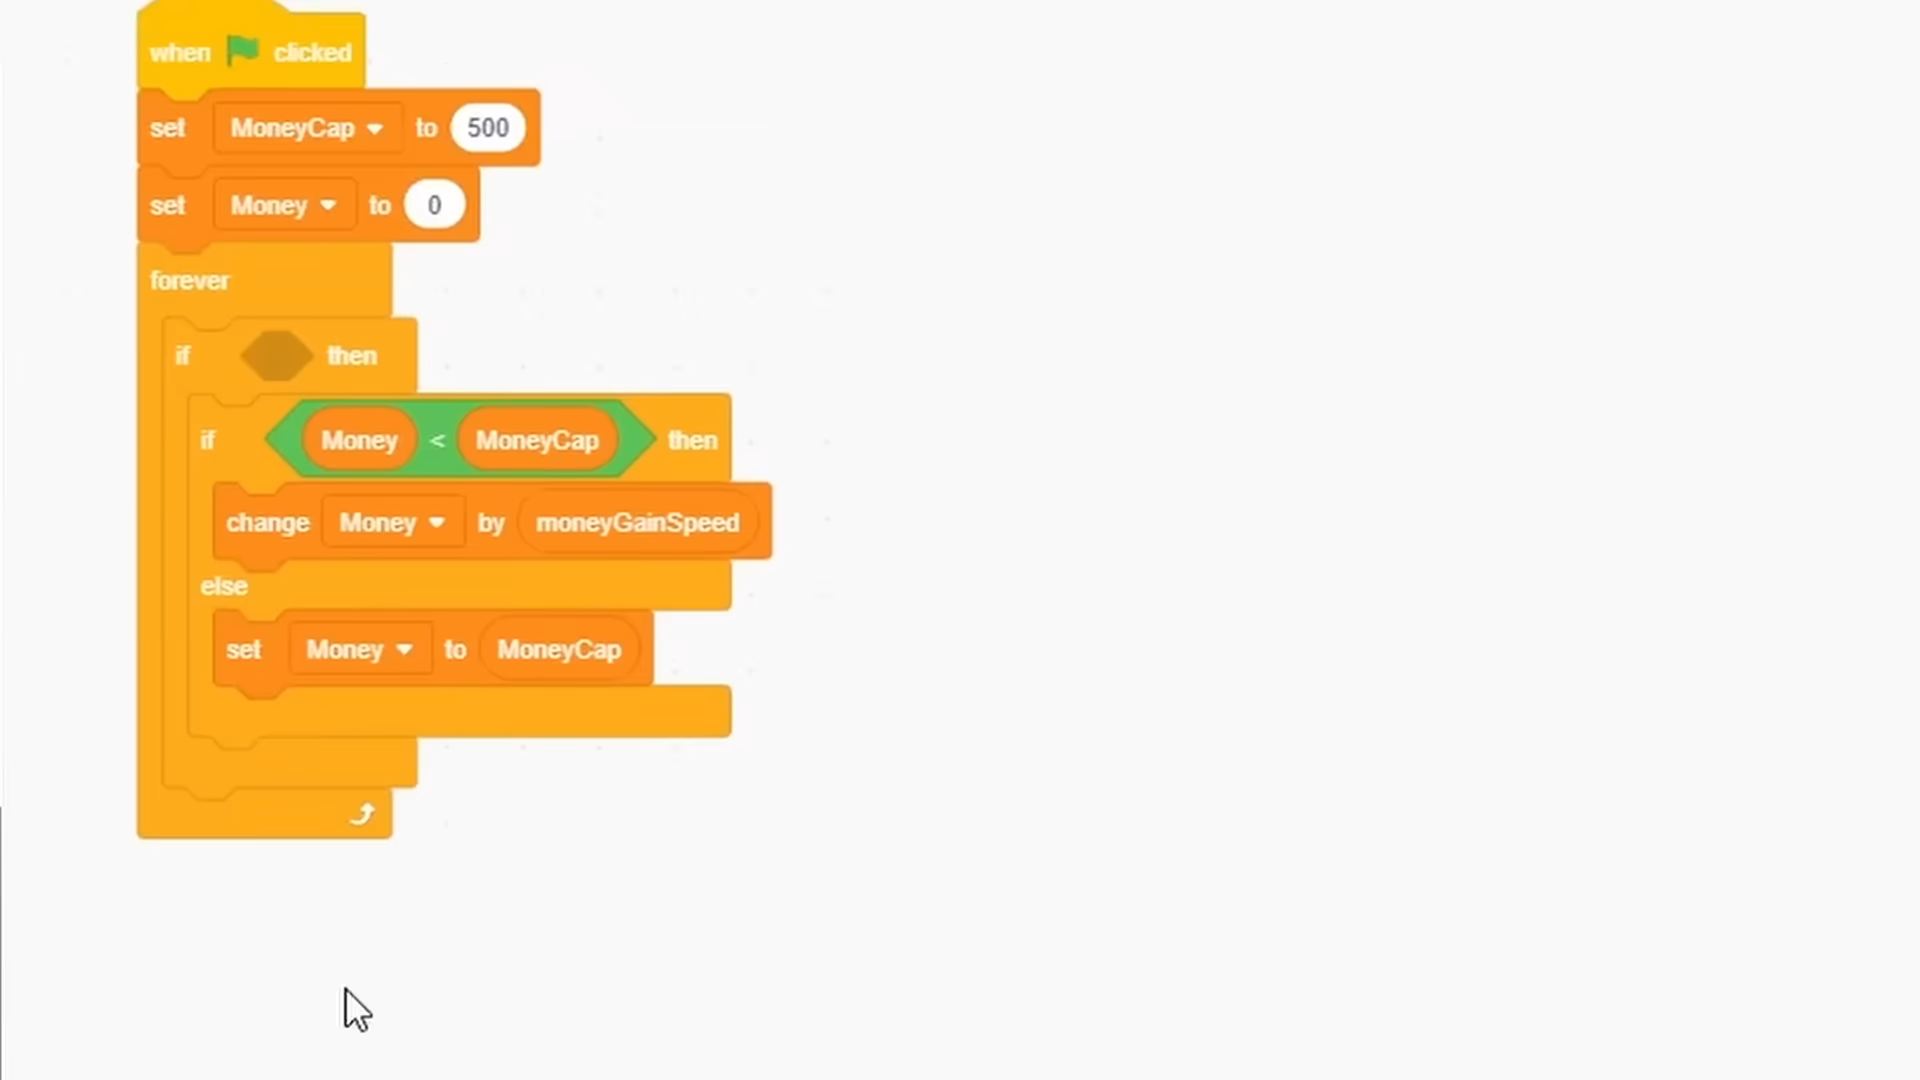 when clicked
set MoneyCap to 500
set Money to 0
forever
if then
if Money < MoneyCap then
change Money by moneyGainSpeed
else
set Money to MoneyCap